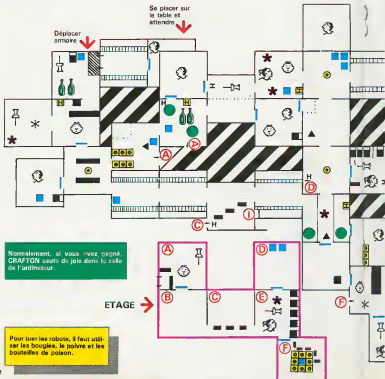 Se placer sur
la table et
attendre
Déplacer
armoire
H
H
H
A
A
H
H
D
C
H
I
Normalement, si vous avez gagné,
CRAFTON saute de joie dans la salle
de l'ordinateur.
A
D
ETAGE
B
C
E
F
F
Pour tuer les robots, il faut utili-
ser les bougies, le poivre et les
bouteilles de poison.